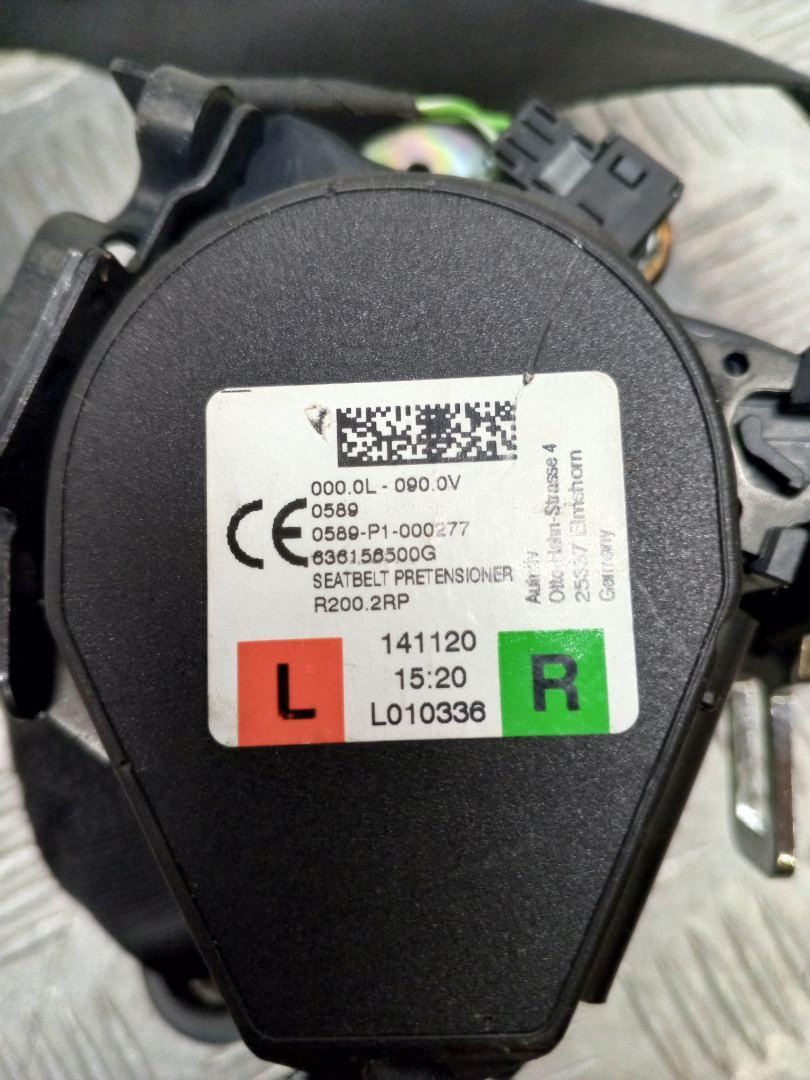 000.0L - 090.0V
CE
0589
0589-P1-000277
636156500G
SEATBELT PRETENSIONER
R200.2RP
Autoliv
Otto-Hahn-Strasse 4
25337 Elmshorn
Germany
L
141120
15:20
L010336
R